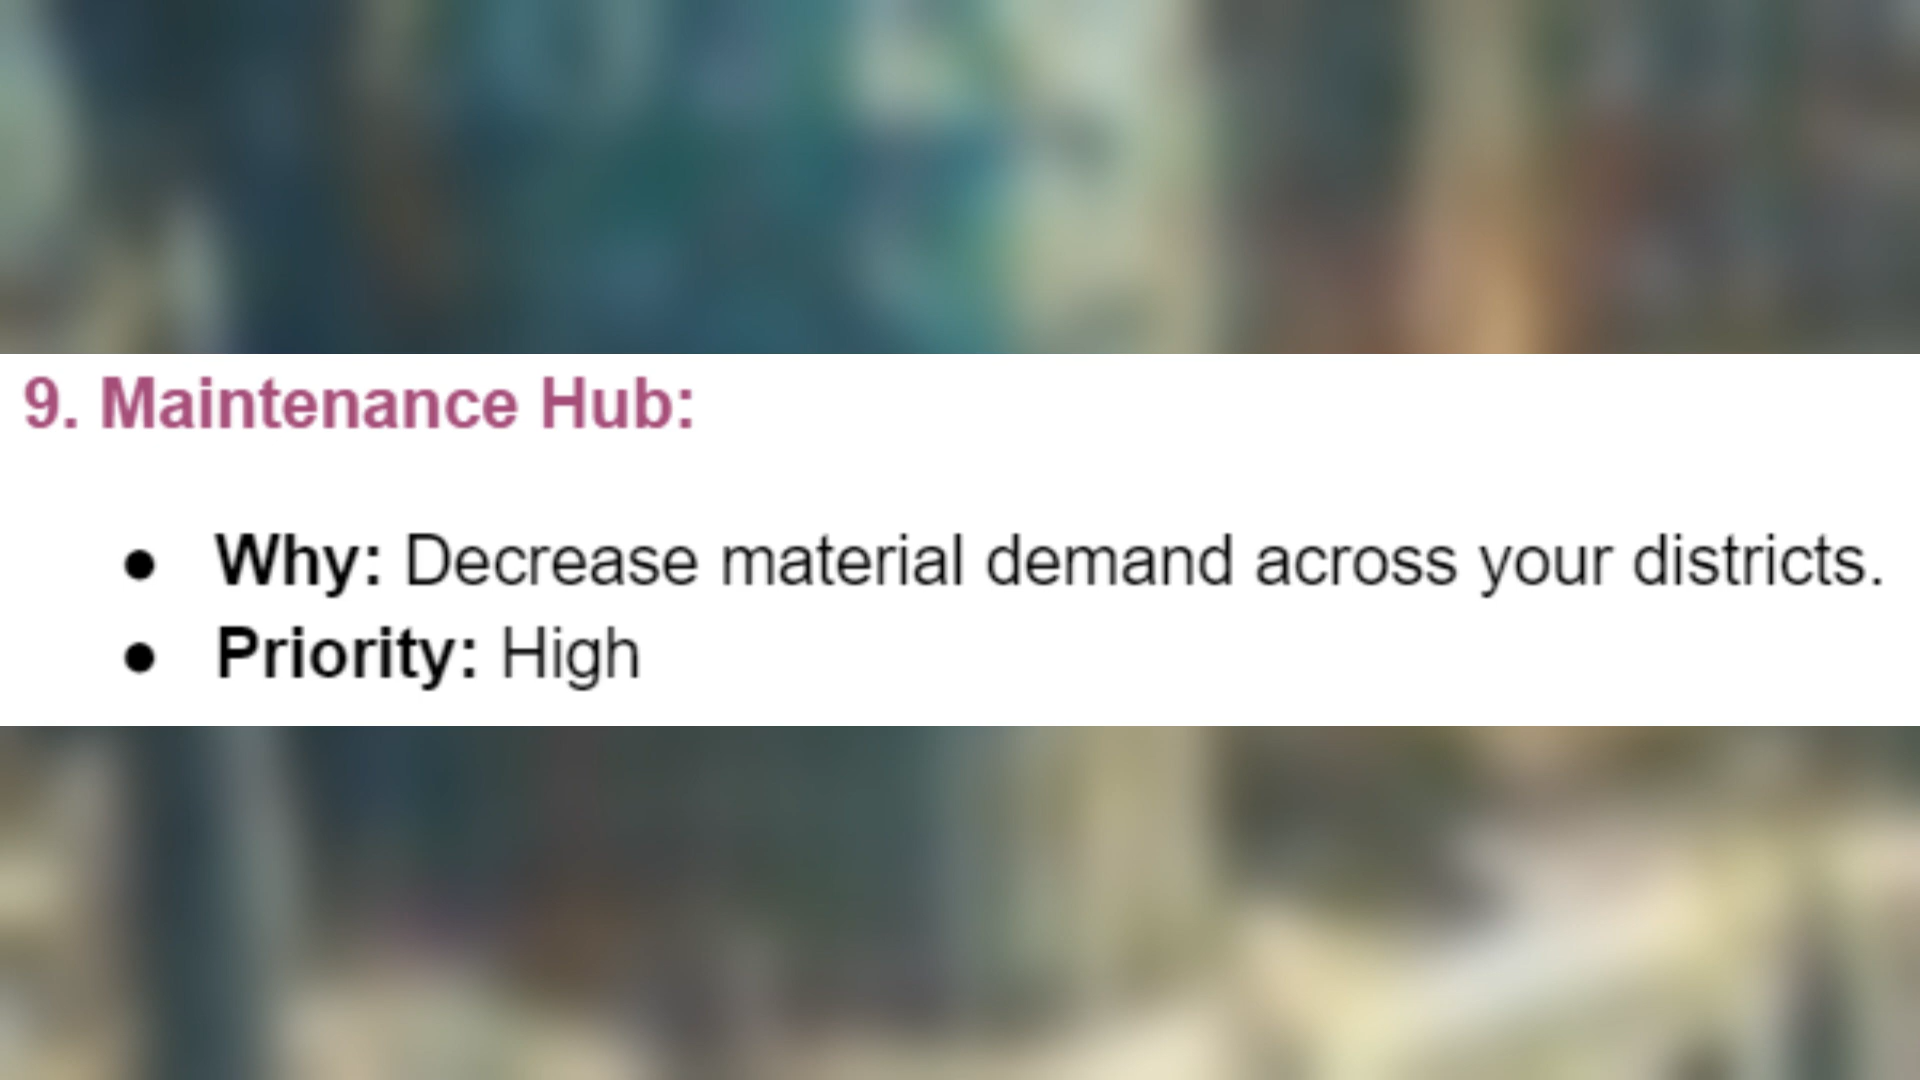 9. Maintenance Hub:
● Why: Decrease material demand across your districts.
● Priority: High